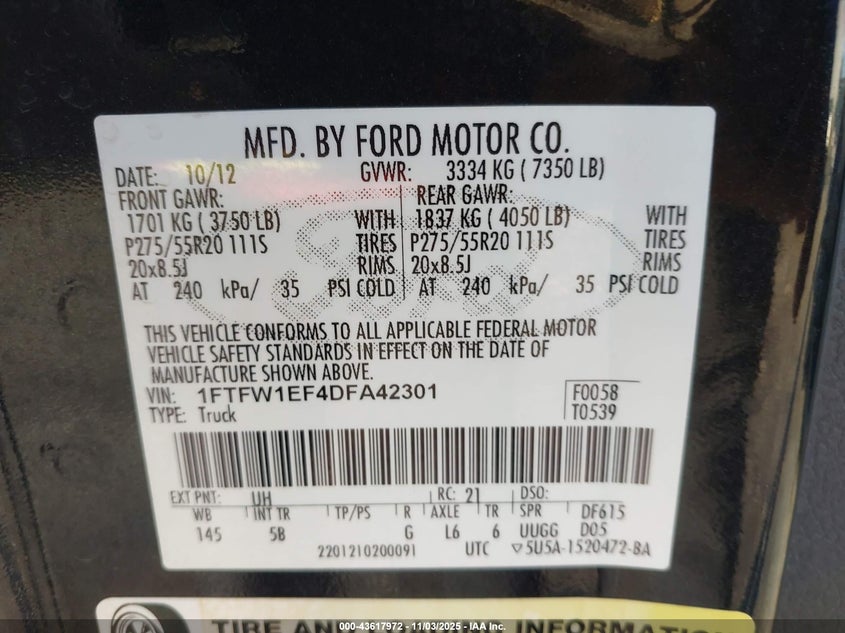 MFD. BY FORD MOTOR CO.
DATE: 10/12 GVWR: 3334 KG ( 7350 LB)
FRONT GAWR: REAR GAWR:
1701 KG ( 3750 LB) WITH 1837 KG ( 4050 LB) WITH
P275/55R20 111S TIRES P275/55R20 111S TIRES
20x8.5J RIMS 20x8.5J RIMS
AT 240 kPa/ 35 PSI COLD AT 240 kPa/ 35 PSI COLD
THIS VEHICLE CONFORMS TO ALL APPLICABLE FEDERAL MOTOR
VEHICLE SAFETY STANDARDS IN EFFECT ON THE DATE OF
MANUFACTURE SHOWN ABOVE.
VIN: 1FTFW1EF4DFA42301 F0058
TYPE: Truck T0539
EXT PNT: UH RC: 21 DSO:
WB INT TR TP/PS R AXLE TR SPR DF615
145 5B G L6 6 UUGG D05
2201210200091 UTC ▽5U5A-1520472-BA
TIRE AND INFORMATION
000-43617972 - 11/03/2025 - IAA Inc.